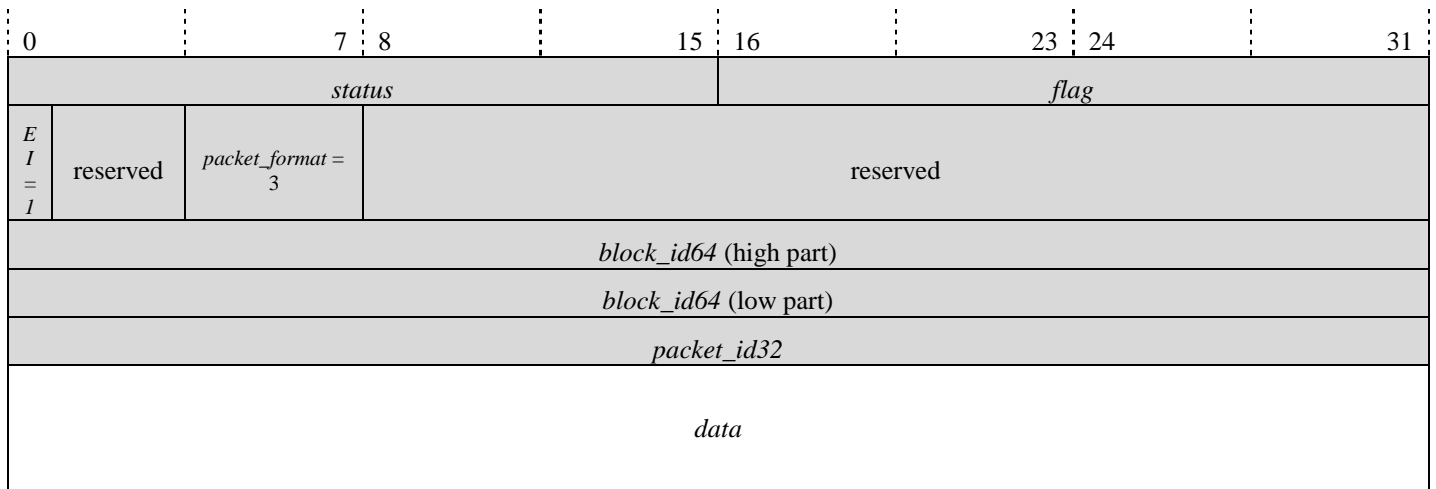 0 7 8 15 16 23 24 31
status flag
E
I
=
1
reserved
packet_format =
3
reserved
block_id64 (high part)
block_id64 (low part)
packet_id32
data